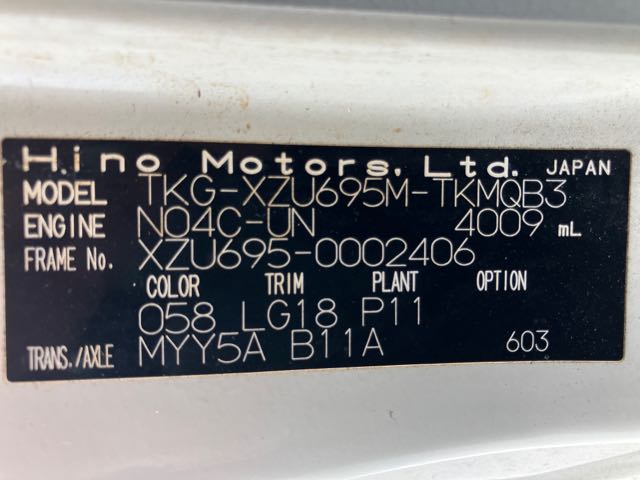 Hino Motors, Ltd. JAPAN
MODEL TKG-XZU695M-TKMQB3
ENGINE N04C-UN 4009 mL
FRAME No. XZU695-0002406
COLOR TRIM PLANT OPTION
058 LG18 P11
TRANS./AXLE MYY5A B11A 603